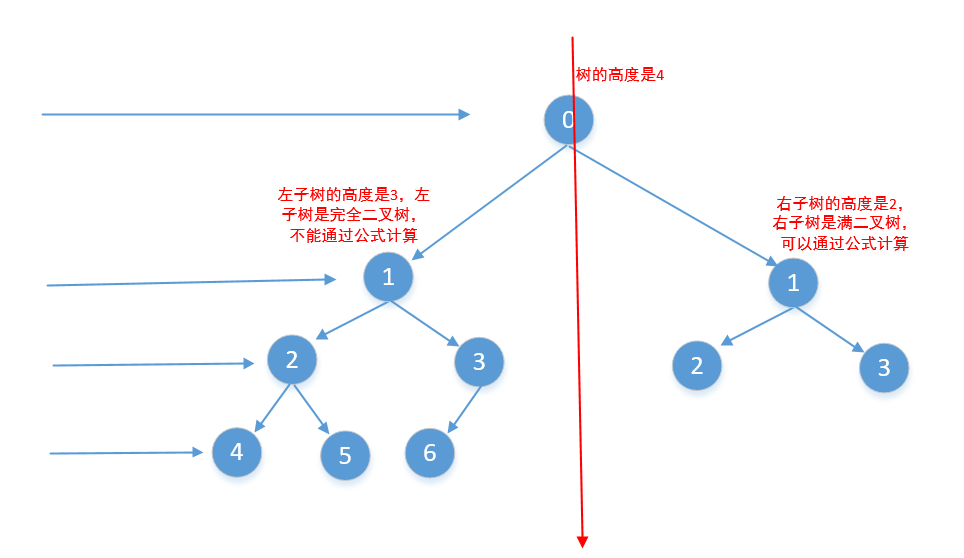 树的高度是4
0
左子树的高度是3，左
子树是完全二叉树，
不能通过公式计算
右子树的高度是2，
右子树是满二叉树，
可以通过公式计算
1
1
2
3
2
3
4
5
6